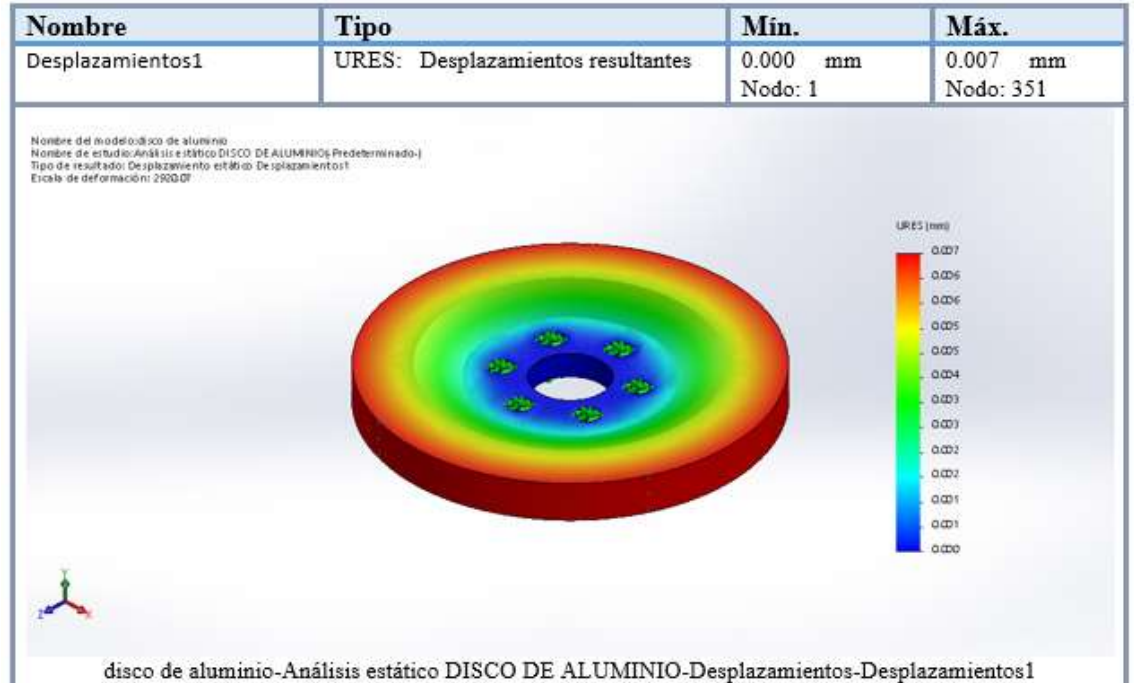 Nombre Tipo Mín. Máx.
Desplazamientos1 URES: Desplazamientos resultantes 0.000 mm 0.007 mm
Nodo: 1 Nodo: 351
Nombre del modelo:disco de aluminio
Nombre de estudio:Análisis estático DISCO DE ALUMINIO(-Predeterminado-)
Tipo de resultado: Desplazamiento estático Desplazamientos1
Escala de deformación: 2920.07
URES (mm)
0.007
0.006
0.006
0.005
0.005
0.004
0.003
0.003
0.002
0.002
0.001
0.001
0.000
Y
Z X
disco de aluminio-Análisis estático DISCO DE ALUMINIO-Desplazamientos-Desplazamientos1